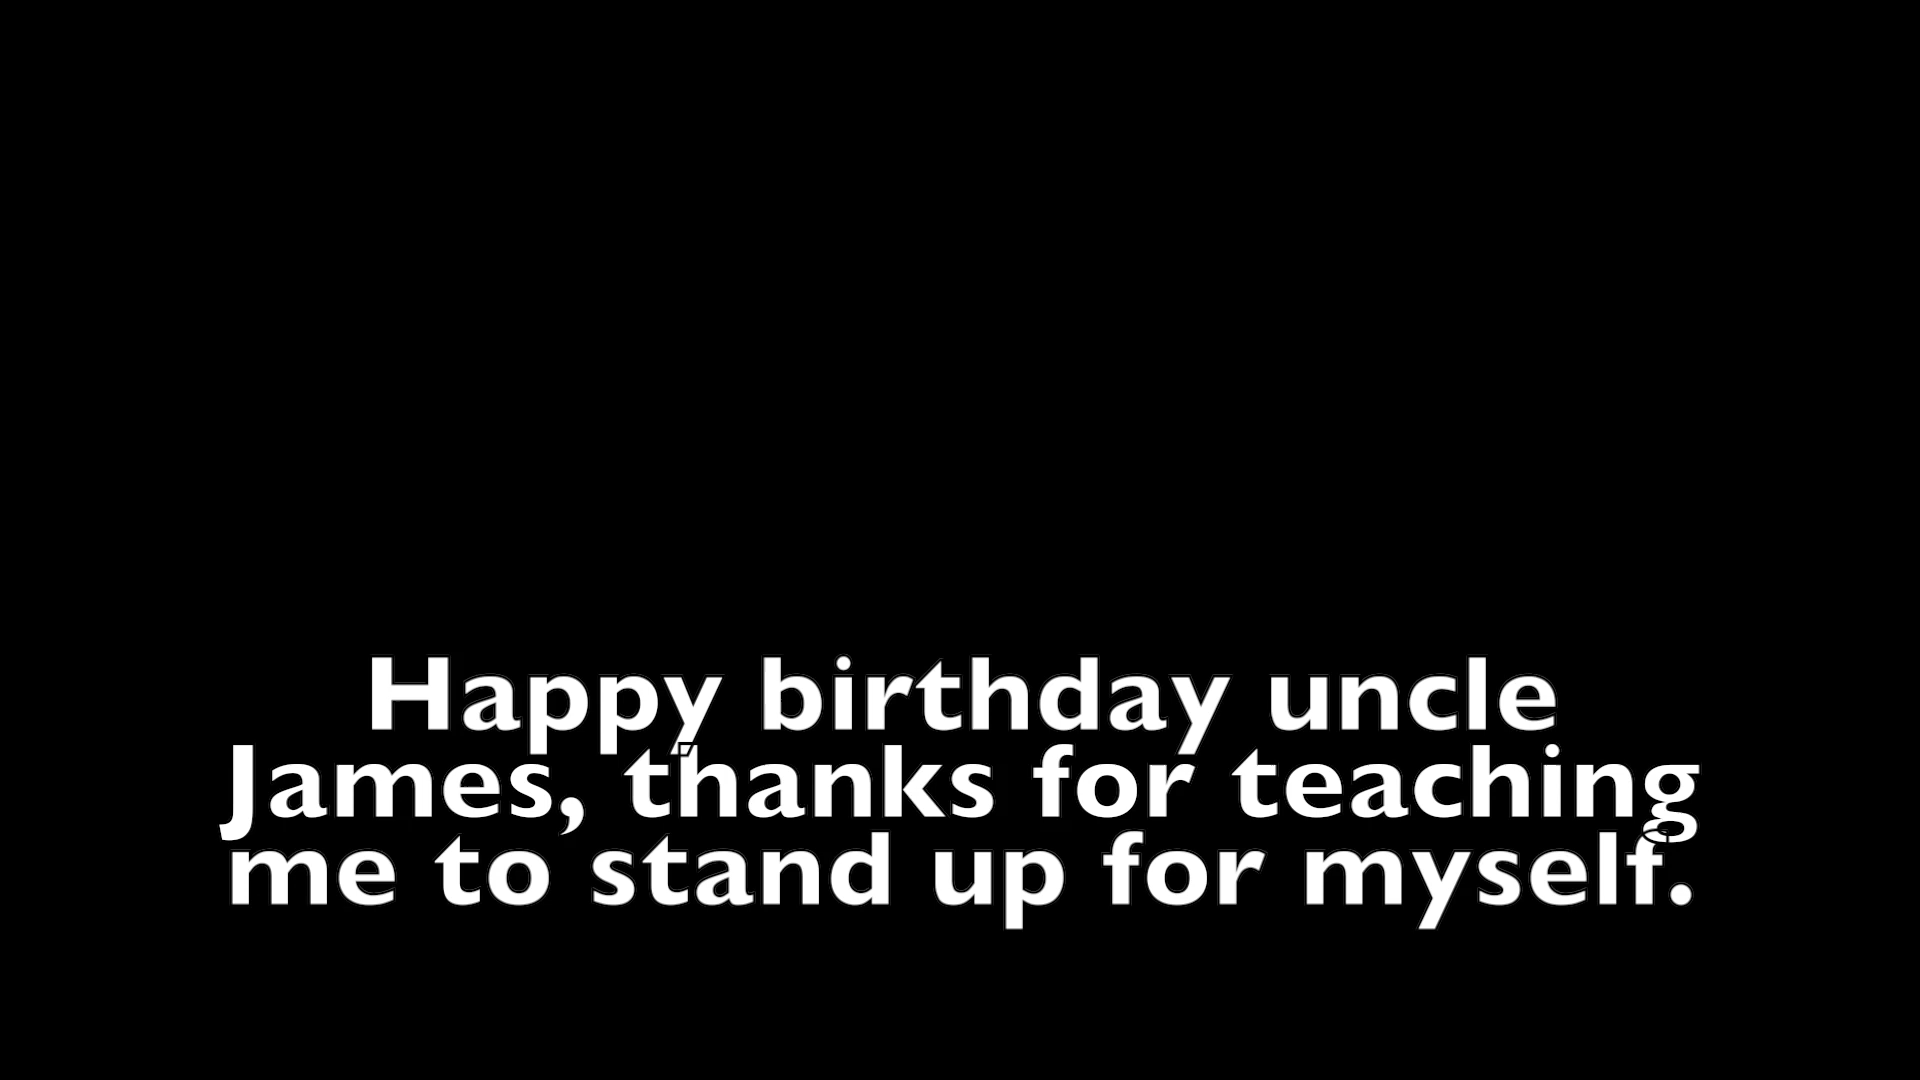 Happy birthday uncle
James, thanks for teaching
me to stand up for myself.